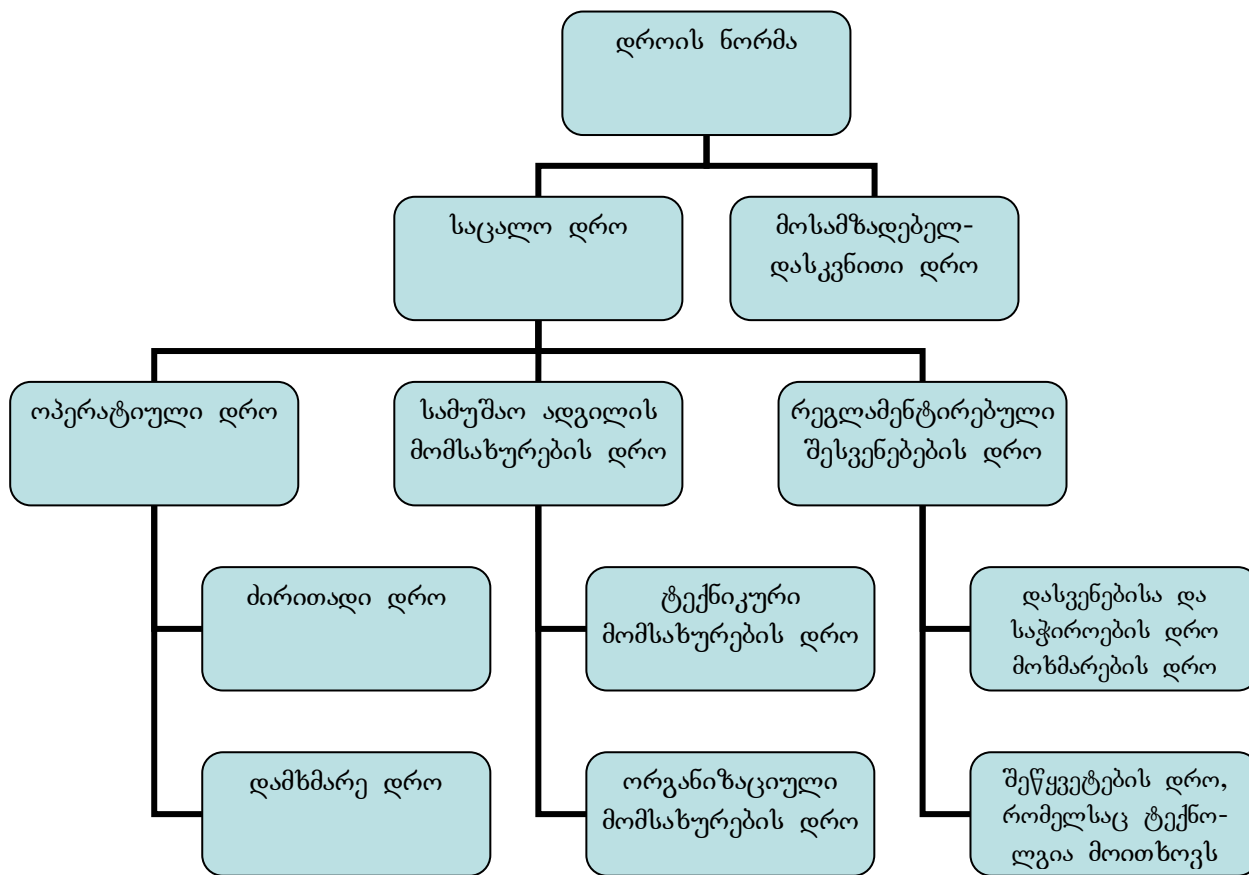 დროის ნორმა
საცალო დრო
მოსამზადებელ-
დასკვნითი დრო
ოპერატიული დრო
სამუშაო ადგილის
მომსახურების დრო
რეგლამენტირებული
შესვენებების დრო
ძირითადი დრო
ტექნიკური
მომსახურების დრო
დასვენებისა და
საჭიროების დრო
მოხმარების დრო
დამხმარე დრო
ორგანიზაციული
მომსახურების დრო
შეწყვეტების დრო,
რომელსაც ტექნო-
ლგია მოითხოვს